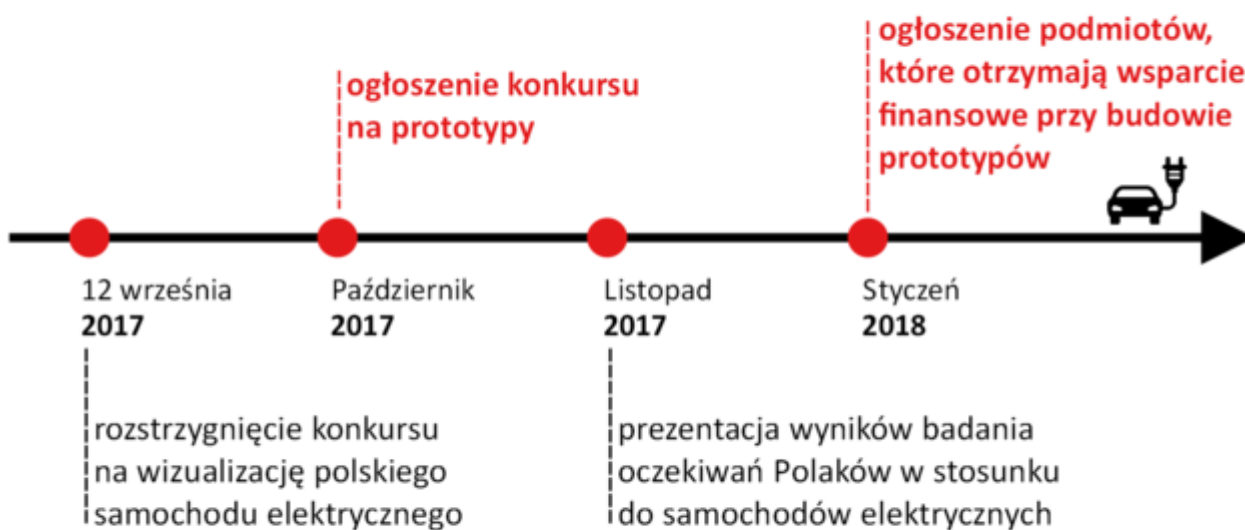 ogłoszenie podmiotów,
które otrzymają wsparcie
finansowe przy budowie
prototypów
ogłoszenie konkursu
na prototypy
12 września
2017
Październik
2017
Listopad
2017
Styczeń
2018
rozstrzygnięcie konkursu
na wizualizację polskiego
samochodu elektrycznego
prezentacja wyników badania
oczekiwań Polaków w stosunku
do samochodów elektrycznych